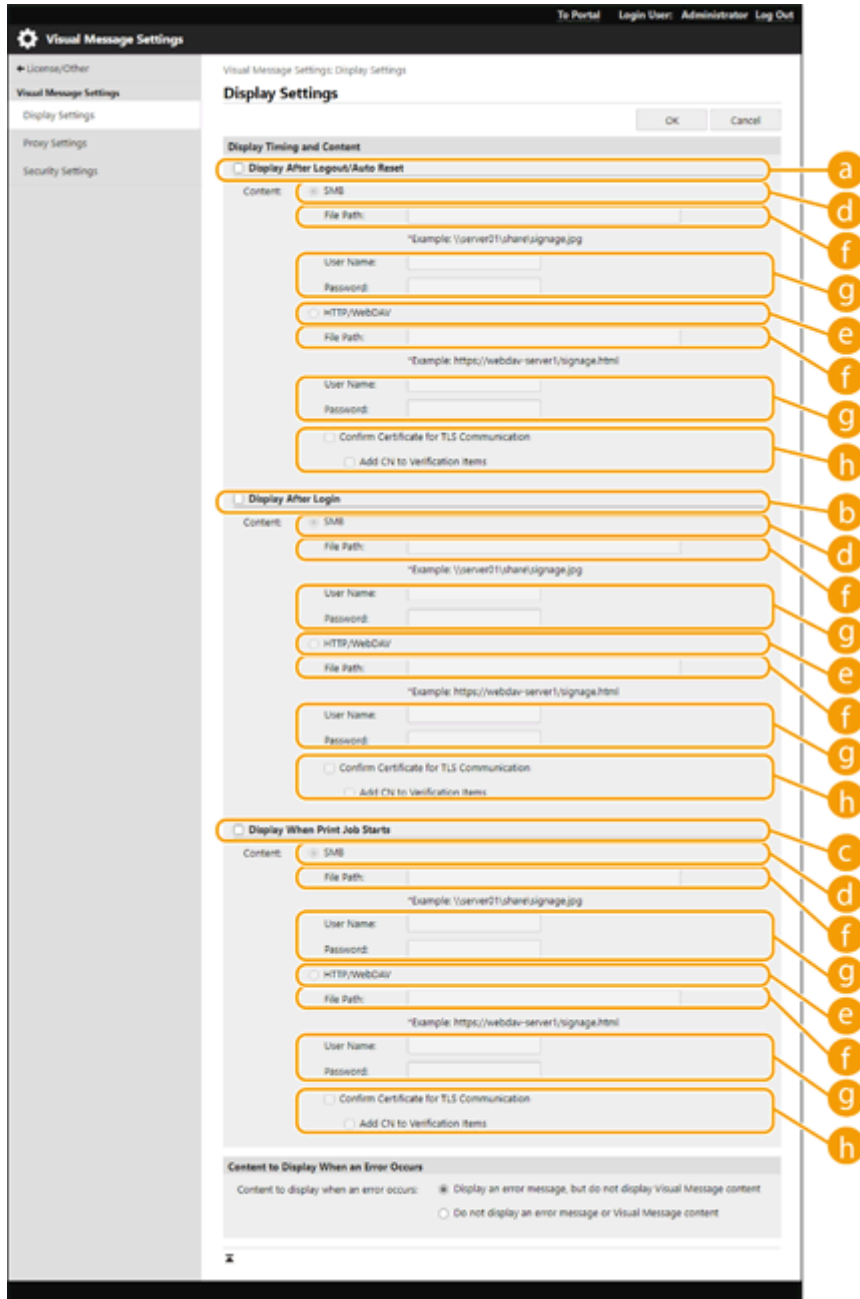 To Portal Login User: Administrator Log Out
Visual Message Settings
License/Other
Visual Message Settings
Display Settings
Proxy Settings
Security Settings
Visual Message Settings: Display Settings
Display Settings
OK Cancel
Display Timing and Content
Display After Logout/Auto Reset a
Content: SMB d
File Path: f
*Example: \\server01\share\signage.jpg
User Name: g
Password:
HTTP/WebDAV e
File Path: f
*Example: https://webdav-server1/signage.html
User Name: g
Password:
Confirm Certificate for TLS Communication h
Add CN to Verification Items
Display After Login b
Content: SMB d
File Path: f
*Example: \\server01\share\signage.jpg
User Name: g
Password:
HTTP/WebDAV e
File Path: f
*Example: https://webdav-server1/signage.html
User Name: g
Password:
Confirm Certificate for TLS Communication h
Add CN to Verification Items
Display When Print Job Starts c
Content: SMB d
File Path: f
*Example: \\server01\share\signage.jpg
User Name: g
Password:
HTTP/WebDAV e
File Path: f
*Example: https://webdav-server1/signage.html
User Name: g
Password:
Confirm Certificate for TLS Communication h
Add CN to Verification Items
Content to Display When an Error Occurs
Content to display when an error occurs: Display an error message, but do not display Visual Message content
Do not display an error message or Visual Message content